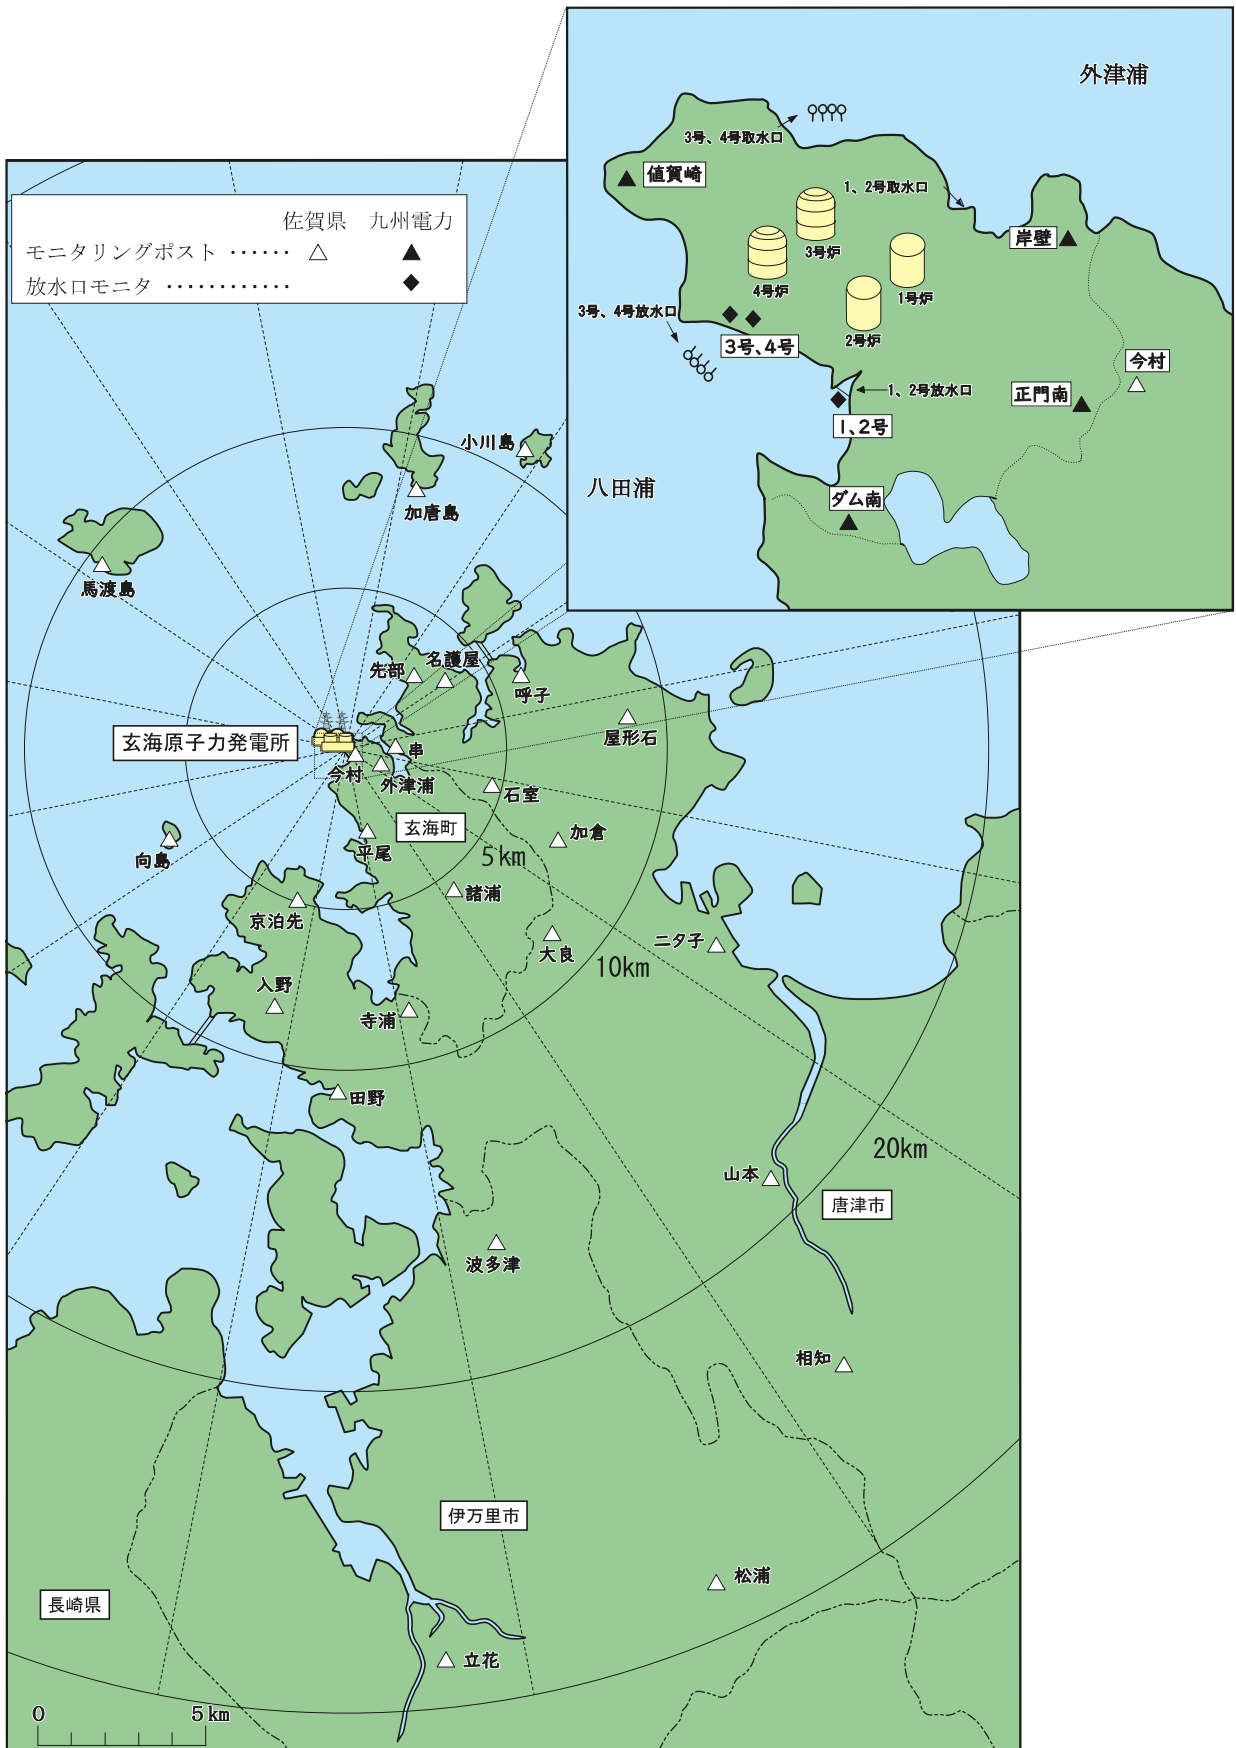 外津浦
3号、4号取水口
値賀崎
1、2号取水口
岸壁
3号炉
4号炉
1号炉
2号炉
3号、4号放水口
3号、4号
今村
1、2号放水口
正門南
1、2号
八田浦
ダム南
佐賀県 九州電力
モニタリングポスト ・・・・・・ △ ▲
放水口モニタ ・・・・・・・・・・・・ ◆
小川島
加唐島
馬渡島
先部
名護屋
呼子
屋形石
玄海原子力発電所
串
今村
外津浦
石室
玄海町
加倉
平尾
向島
5km
諸浦
京泊先
大良
二タ子
10km
入野
寺浦
田野
20km
山本
唐津市
波多津
相知
伊万里市
松浦
長崎県
立花
0 5km